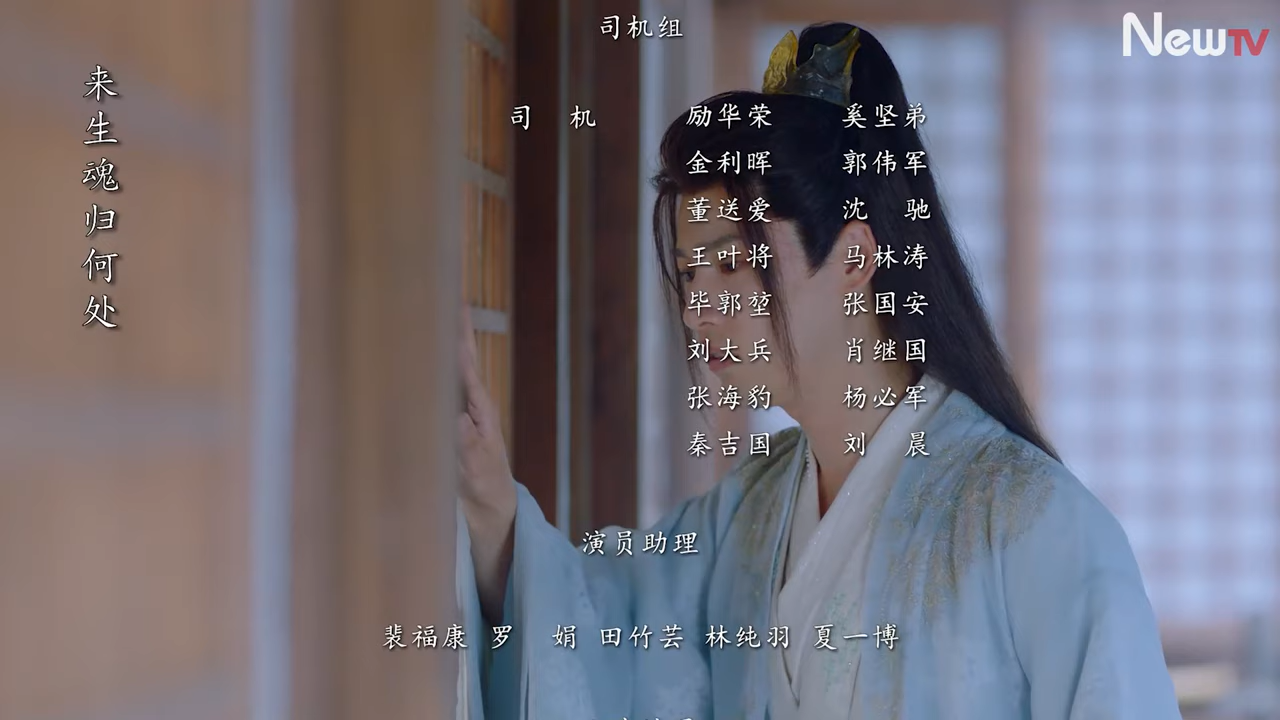 司机组
NewTV
来生魂归何处
司 机 励华荣 奚坚弟
金利晖 郭伟军
董送爱 沈 驰
王叶将 马林涛
毕郭堃 张国安
刘大兵 肖继国
张海豹 杨必军
秦吉国 刘 晨
演员助理
裴福康 罗 娟 田竹芸 林纯羽 夏一博